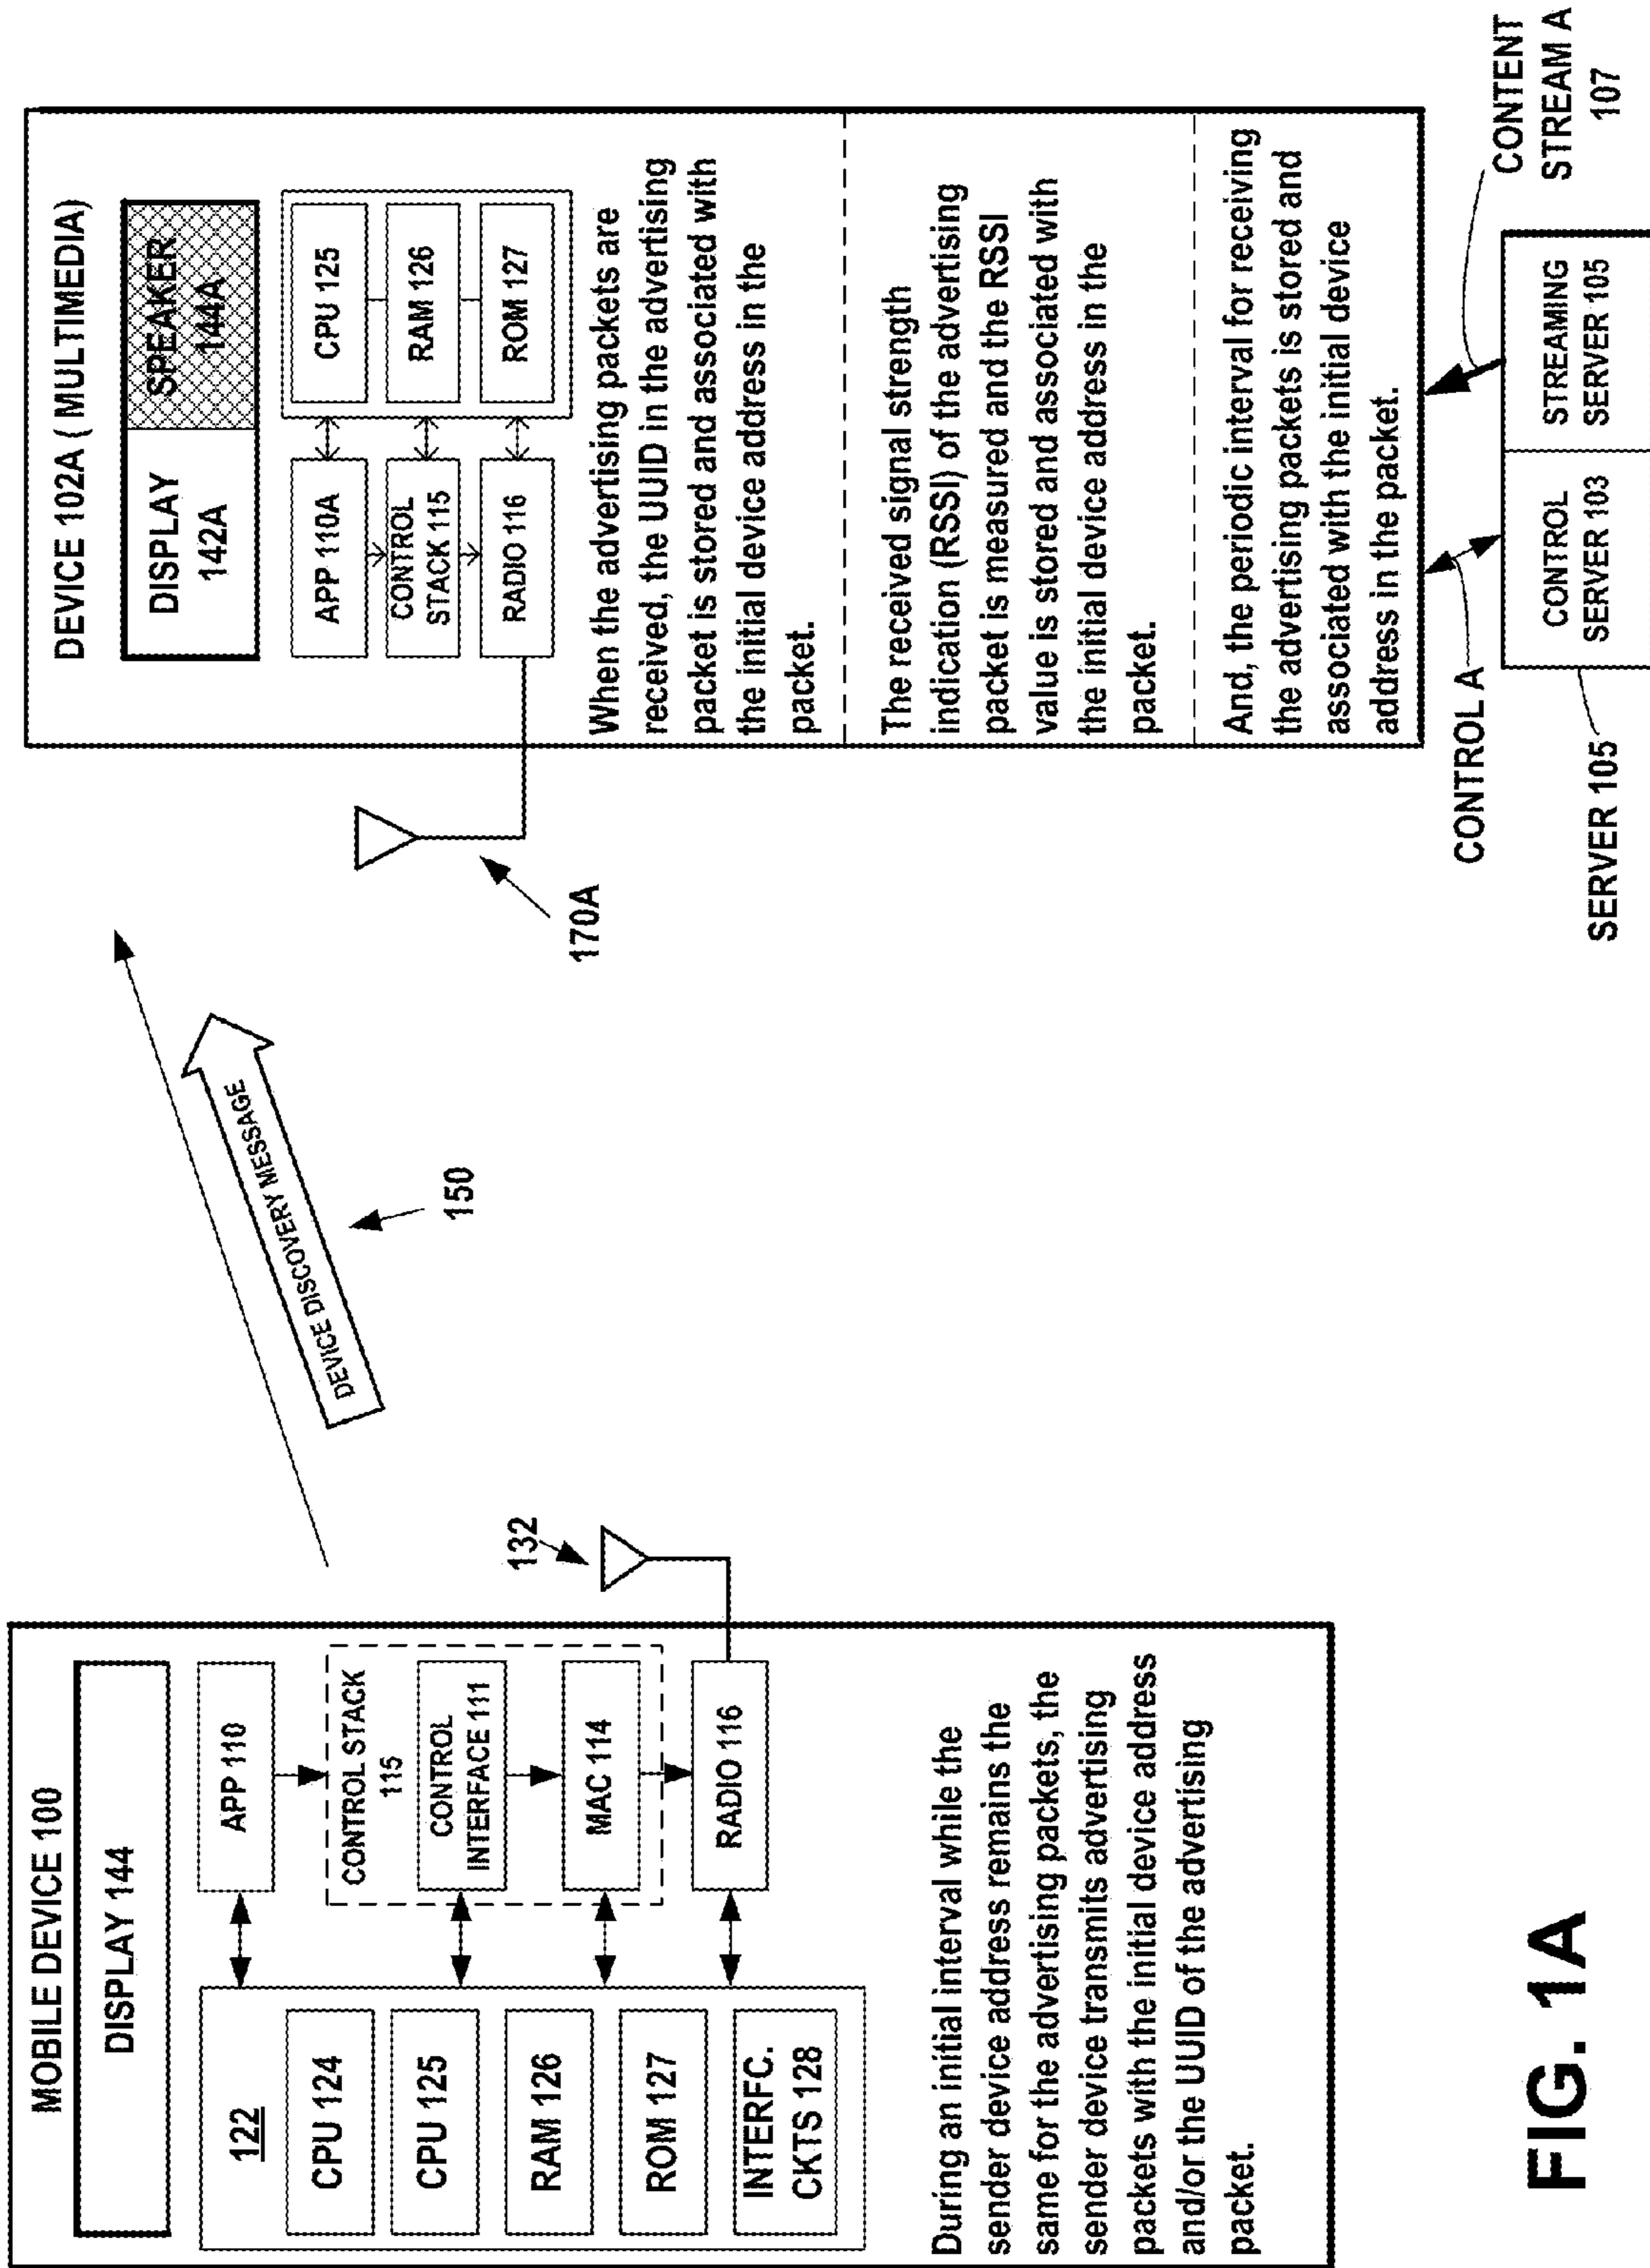 MOBILE DEVICE 100
DISPLAY 144
122
CPU 124
CPU 125
RAM 126
ROM 127
INTERFC.
CKTS 128
APP 110
CONTROL STACK
115
CONTROL
INTERFACE 111
MAC 114
RADIO 116
132
During an initial interval while the
sender device address remains the
same for the advertising packets, the
sender device transmits advertising
packets with the initial device address
and/or the UUID of the advertising
packet.
DEVICE DISCOVERY MESSAGE
150
DEVICE 102A ( MULTIMEDIA)
DISPLAY
142A
SPEAKER
144A
APP 110A
CONTROL
STACK 115
RADIO 116
CPU 125
RAM 126
ROM 127
170A
When the advertising packets are
received, the UUID in the advertising
packet is stored and associated with
the initial device address in the
packet.
The received signal strength
indication (RSSI) of the advertising
packet is measured and the RSSI
value is stored and associated with
the initial device address in the
packet.
And, the periodic interval for receiving
the advertising packets is stored and
associated with the initial device
address in the packet.
CONTROL A
CONTENT
STREAM A
107
CONTROL
SERVER 103
STREAMING
SERVER 105
SERVER 105
FIG. 1A